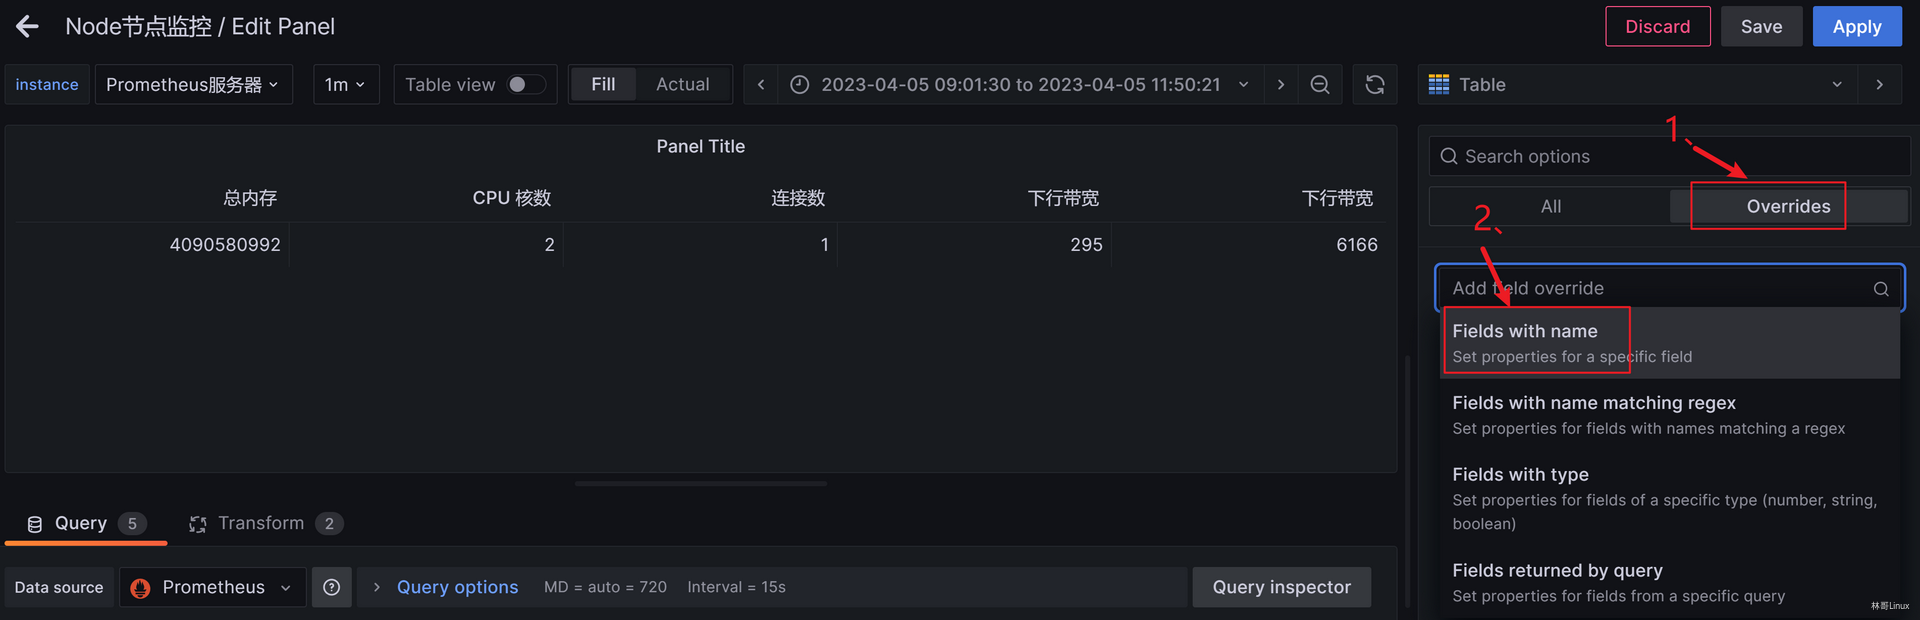 Node节点监控 / Edit Panel
Discard
Save
Apply
instance
Prometheus服务器
1m
Table view
Fill
Actual
2023-04-05 09:01:30 to 2023-04-05 11:50:21
Table
Panel Title
总内存
CPU 核数
连接数
下行带宽
下行带宽
4090580992
2
1
295
6166
1、
Search options
All
Overrides
2、
Add field override
Fields with name
Set properties for a specific field
Fields with name matching regex
Set properties for fields with names matching a regex
Fields with type
Set properties for fields of a specific type (number, string,
boolean)
Fields returned by query
Set properties for fields from a specific query
Query 5
Transform 2
Data source
Prometheus
Query options
MD = auto = 720
Interval = 15s
Query inspector
林哥Linux